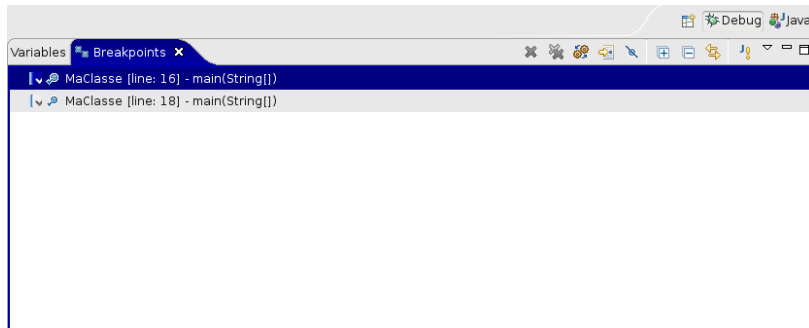 Debug Java
Variables Breakpoints
MaClasse [line: 16] - main(String[])
MaClasse [line: 18] - main(String[])